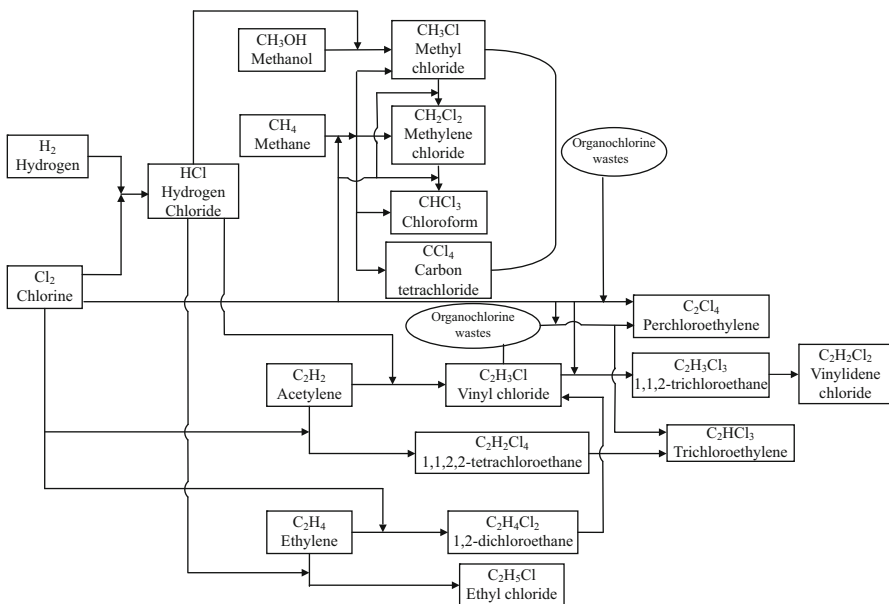 CH₃OH
Methanol
CH₃Cl
Methyl
chloride
CH₄
Methane
CH₂Cl₂
Methylene
chloride
Organochlorine
wastes
H₂
Hydrogen
HCl
Hydrogen
Chloride
CHCl₃
Chloroform
CCl₄
Carbon
tetrachloride
Cl₂
Chlorine
C₂Cl₄
Perchloroethylene
Organochlorine
wastes
C₂H₂
Acetylene
C₂H₃Cl
Vinyl chloride
C₂H₃Cl₃
1,1,2-trichloroethane
C₂H₂Cl₂
Vinylidene
chloride
C₂H₂Cl₄
1,1,2,2-tetrachloroethane
C₂HCl₃
Trichloroethylene
C₂H₄
Ethylene
C₂H₄Cl₂
1,2-dichloroethane
C₂H₅Cl
Ethyl chloride